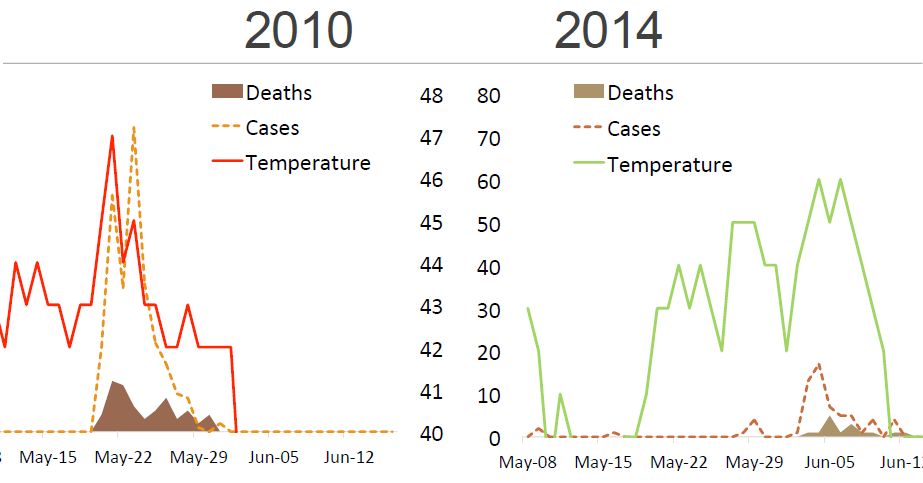 2010
2014
Deaths
Cases
Temperature
48
47
46
45
44
43
42
41
40
May-15
May-22
May-29
Jun-05
Jun-12
80
70
60
50
40
30
20
10
0
Deaths
Cases
Temperature
May-08
May-15
May-22
May-29
Jun-05